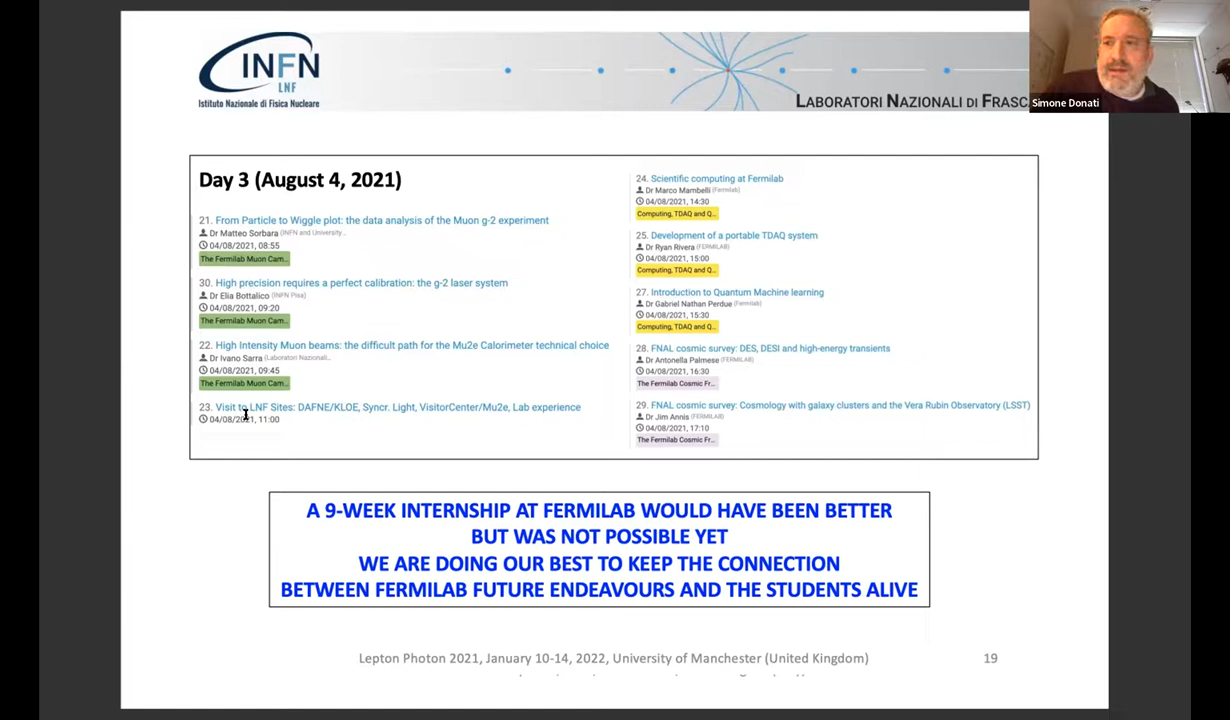 INFN
LNF
Istituto Nazionale di Fisica Nucleare
LABORATORI NAZIONALI DI FRASC
Simone Donati
Day 3 (August 4, 2021)
21. From Particle to Wiggle plot: the data analysis of the Muon g-2 experiment
Dr Matteo Sorbara (INFN and University...
04/08/2021, 08:55
The Fermilab Muon Cam...
30. High precision requires a perfect calibration: the g-2 laser system
Dr Elia Bottalico (INFN Pisa)
04/08/2021, 09:20
The Fermilab Muon Cam...
22. High Intensity Muon beams: the difficult path for the Mu2e Calorimeter technical choice
Dr Ivano Sarra (Laboratori Nazionali...
04/08/2021, 09:45
The Fermilab Muon Cam...
23. Visit to LNF Sites: DAFNE/KLOE, Syncr. Light, VisitorCenter/Mu2e, Lab experience
04/08/2021, 11:00
24. Scientific computing at Fermilab
Dr Marco Mambelli (Fermilab)
04/08/2021, 14:30
Computing, TDAQ and Q...
25. Development of a portable TDAQ system
Dr Ryan Rivera (FERMILAB)
04/08/2021, 15:00
Computing, TDAQ and Q...
27. Introduction to Quantum Machine learning
Dr Gabriel Nathan Perdue (Fermilab)
04/08/2021, 15:30
Computing, TDAQ and Q...
28. FNAL cosmic survey: DES, DESI and high-energy transients
Dr Antonella Palmese (FERMILAB)
04/08/2021, 16:30
The Fermilab Cosmic Fr...
29. FNAL cosmic survey: Cosmology with galaxy clusters and the Vera Rubin Observatory (LSST)
Dr Jim Annis (FERMILAB)
04/08/2021, 17:10
The Fermilab Cosmic Fr...
A 9-WEEK INTERNSHIP AT FERMILAB WOULD HAVE BEEN BETTER
BUT WAS NOT POSSIBLE YET
WE ARE DOING OUR BEST TO KEEP THE CONNECTION
BETWEEN FERMILAB FUTURE ENDEAVOURS AND THE STUDENTS ALIVE
Lepton Photon 2021, January 10-14, 2022, University of Manchester (United Kingdom)
19